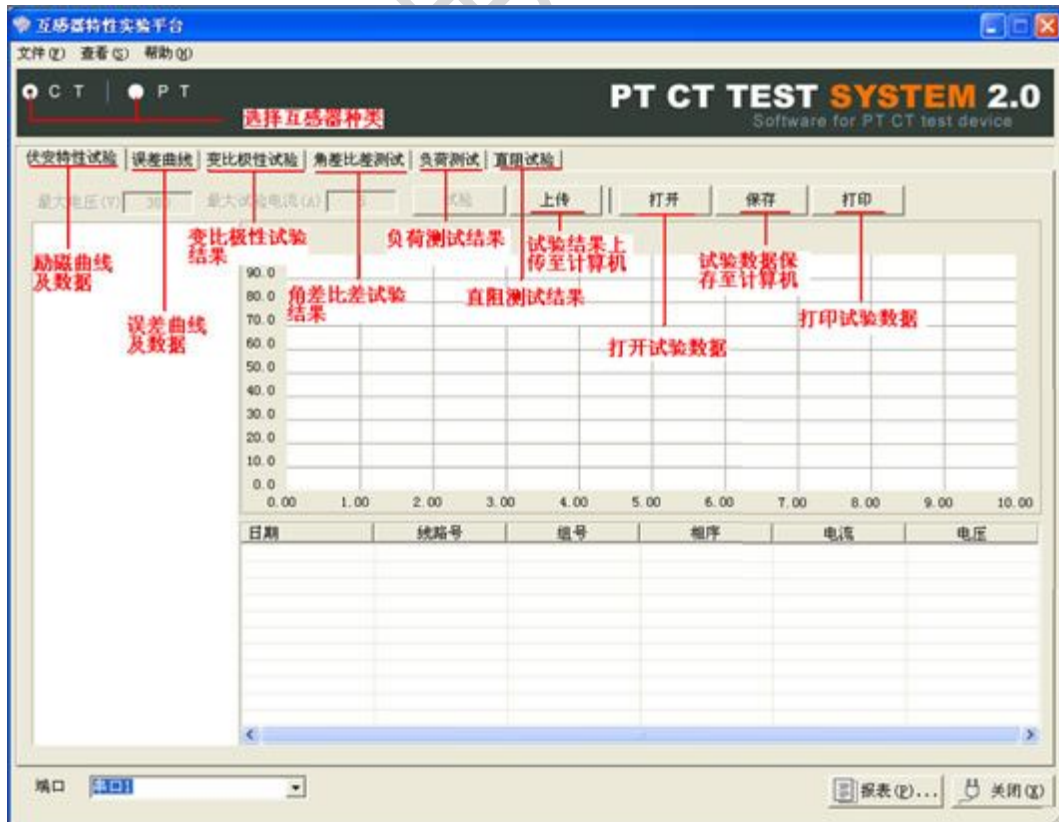 互感器特性实验平台
文件(F) 查看(S) 帮助(H)
CT PT
选择互感器种类
PT CT TEST SYSTEM 2.0
Software for PT CT test device
伏安特性试验 误差曲线 变比极性试验 角差比差测试 负荷测试 直阻试验
最大电压(V) 300 最大试验电流(A) 5 试验 上传 打开 保存 打印
励磁曲线
及数据
误差曲线
及数据
变比极性试验
结果
角差比差试验
结果
负荷测试结果
直阻测试结果
试验结果上
传至计算机
打开试验数据
试验数据保
存至计算机
打印试验数据
90.0
80.0
70.0
60.0
50.0
40.0
30.0
20.0
10.0
0.0
0.00 1.00 2.00 3.00 4.00 5.00 6.00 7.00 8.00 9.00 10.00
日期 线路号 组号 相序 电流 电压
端口 串口1
报表(P)... 关闭(X)